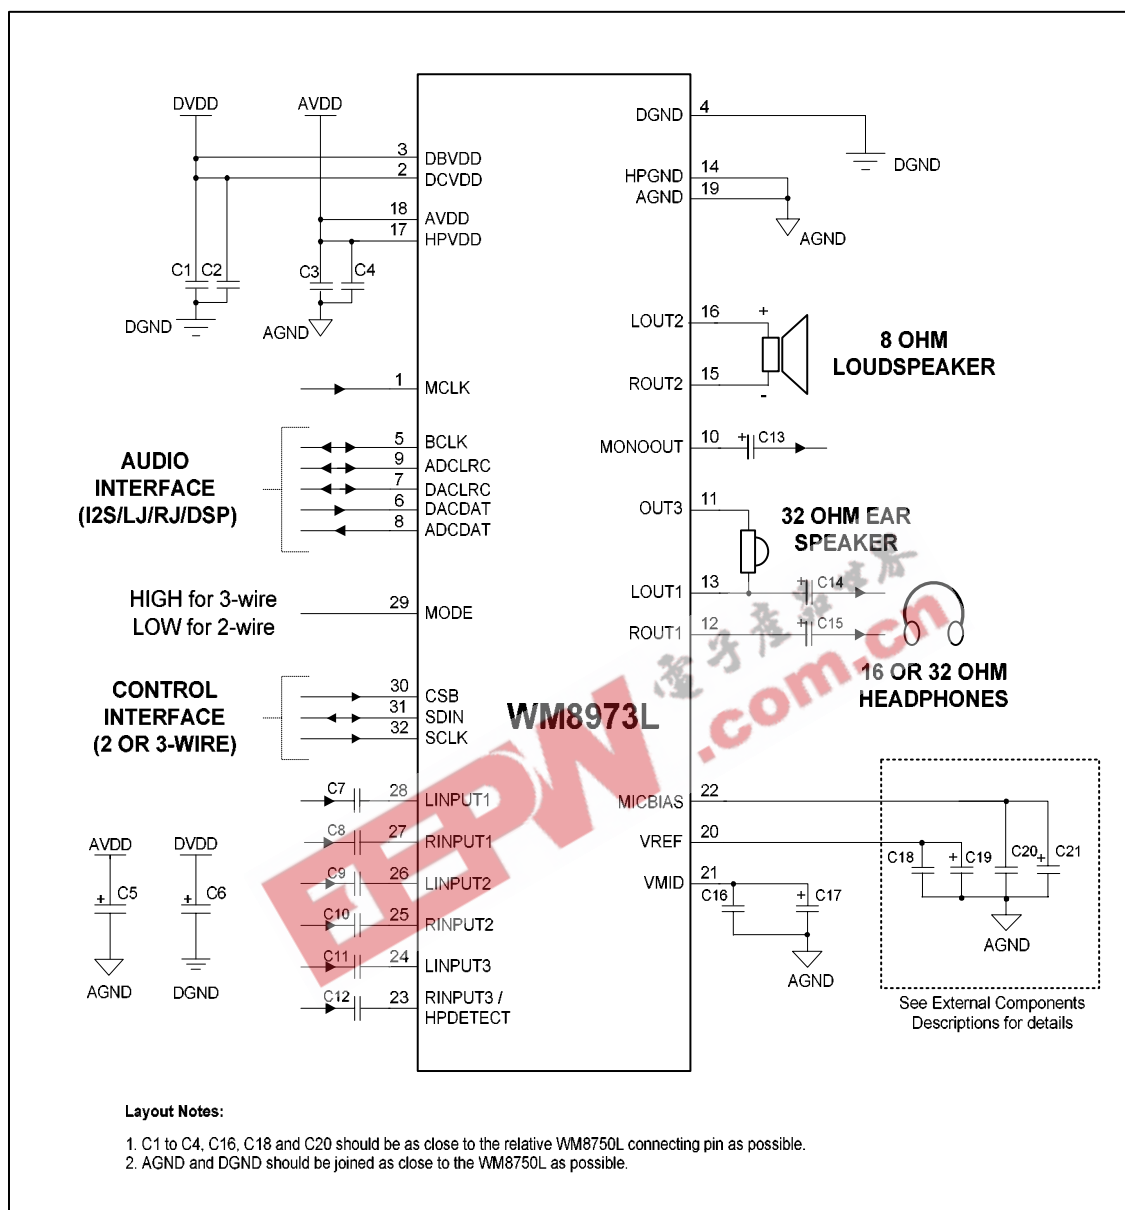 DVDD
AVDD
3 DBVDD
2 DCVDD
18 AVDD
17 HPVDD
C1 C2
C3 C4
DGND
AGND
4 DGND
DGND
14 HPGND
19 AGND
AGND
16 LOUT2
+
15 ROUT2
-
8 OHM
LOUDSPEAKER
1 MCLK
AUDIO
INTERFACE
(I2S/LJ/RJ/DSP)
5 BCLK
9 ADCLRC
7 DACLRC
6 DACDAT
8 ADCDAT
MONOOUT 10 + C13
OUT3 11
32 OHM EAR
SPEAKER
LOUT1 13 + C14
ROUT1 12 + C15
16 OR 32 OHM
HEADPHONES
HIGH for 3-wire
LOW for 2-wire
29 MODE
CONTROL
INTERFACE
(2 OR 3-WIRE)
30 CSB
31 SDIN
32 SCLK
WM8973L
電子產品世界
EEPW
.com.cn
C7 28 LINPUT1
C8 27 RINPUT1
C9 26 LINPUT2
C10 25 RINPUT2
C11 24 LINPUT3
C12 23 RINPUT3 /
HPDETECT
AVDD
+ C5
AGND
DVDD
+ C6
DGND
MICBIAS 22
VREF 20
VMID 21
C16 + C17
AGND
C18 + C19 C20 + C21
AGND
See External Components
Descriptions for details
Layout Notes:
1. C1 to C4, C16, C18 and C20 should be as close to the relative WM8750L connecting pin as possible.
2. AGND and DGND should be joined as close to the WM8750L as possible.